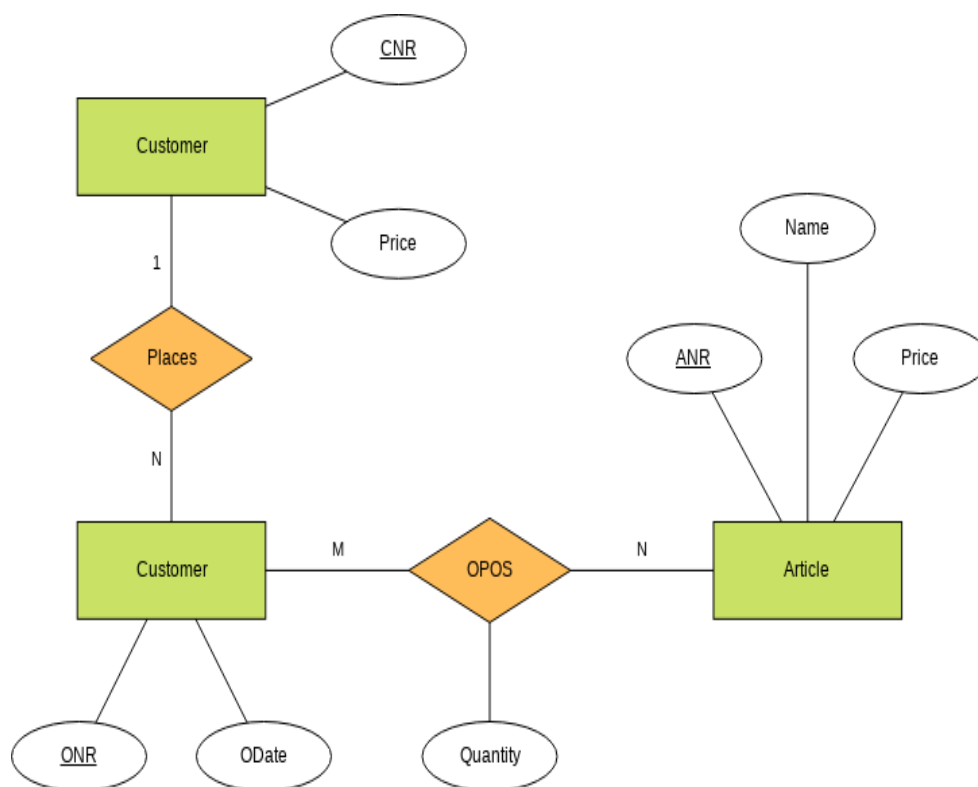 CNR
Customer
Price
Name
1
Places
ANR
Price
N
Customer
M
OPOS
N
Article
ONR
ODate
Quantity